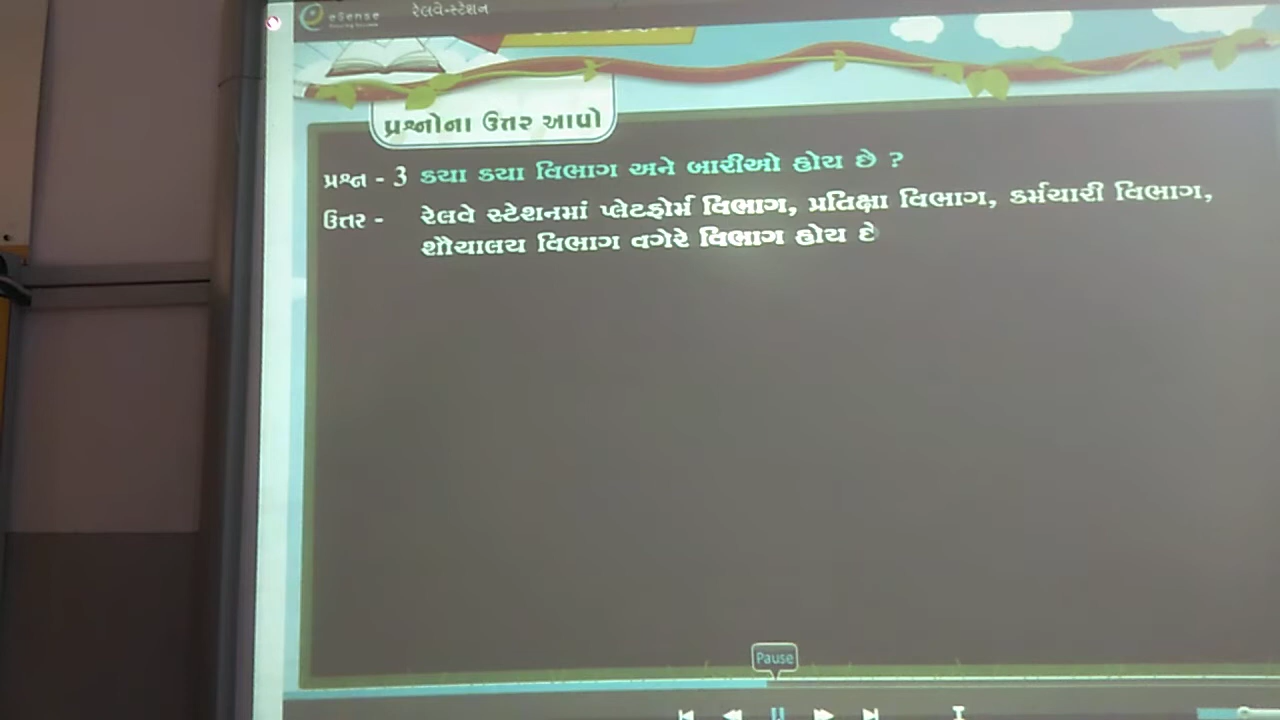 eSense રેલવેસ્ટેશન
પ્રશ્નોના ઉત્તર આપો
પ્રશ્ન - 3 કયા કયા વિભાગ અને બારીઓ હોય છે ?
ઉત્તર - રેલવે સ્ટેશનમાં પ્લેટફોર્મ વિભાગ, પ્રતિક્ષા વિભાગ, કર્મચારી વિભાગ,
શૌચાલય વિભાગ વગેરે વિભાગ હોય છે
Pause